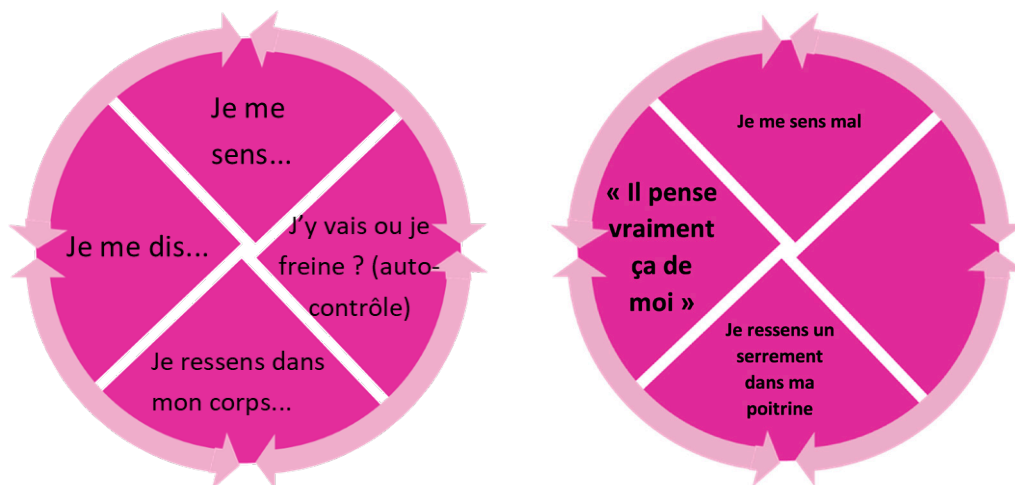 Je me
sens...
Je me dis...
J'y vais ou je
freine ? (auto-
contrôle)
Je ressens dans
mon corps...
Je me sens mal
« Il pense
vraiment
ça de
moi »
Je ressens un
serrement
dans ma
poitrine